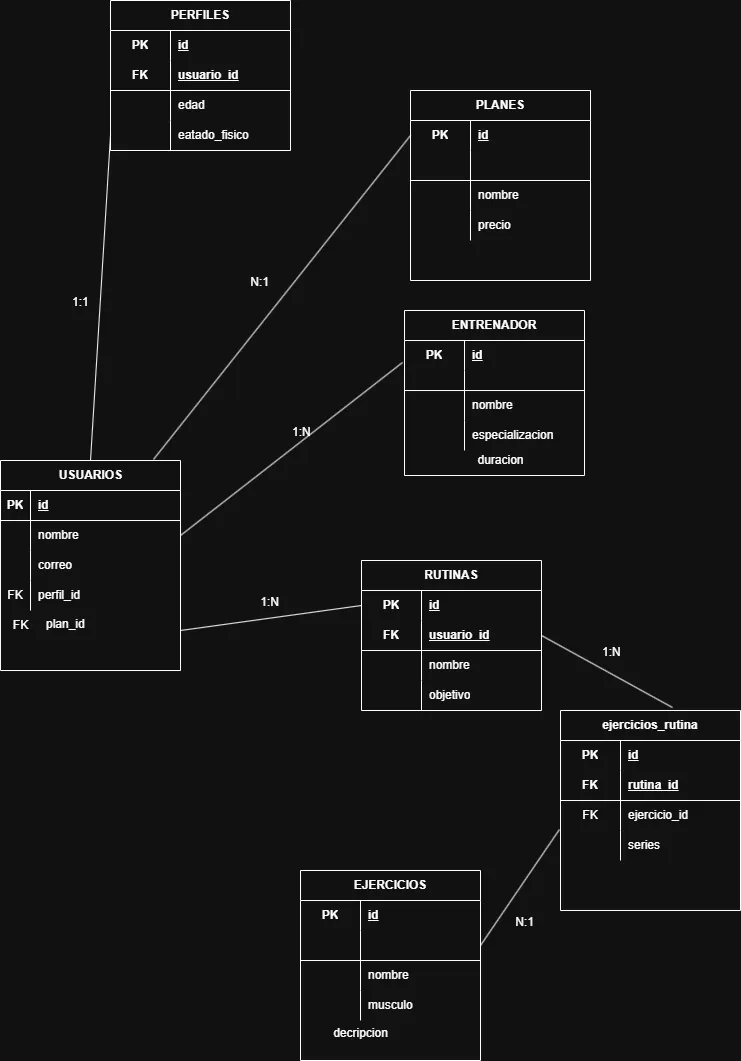 PERFILES
PK id
FK usuario_id
edad
eatado_fisico
PLANES
PK id
nombre
precio
N:1
1:1
ENTRENADOR
PK id
nombre
especializacion
duracion
1:N
USUARIOS
PK id
nombre
correo
FK perfil_id
FK plan_id
1:N
RUTINAS
PK id
FK usuario_id
nombre
objetivo
1:N
ejercicios_rutina
PK id
FK rutina_id
FK ejercicio_id
series
N:1
EJERCICIOS
PK id
nombre
musculo
decripcion